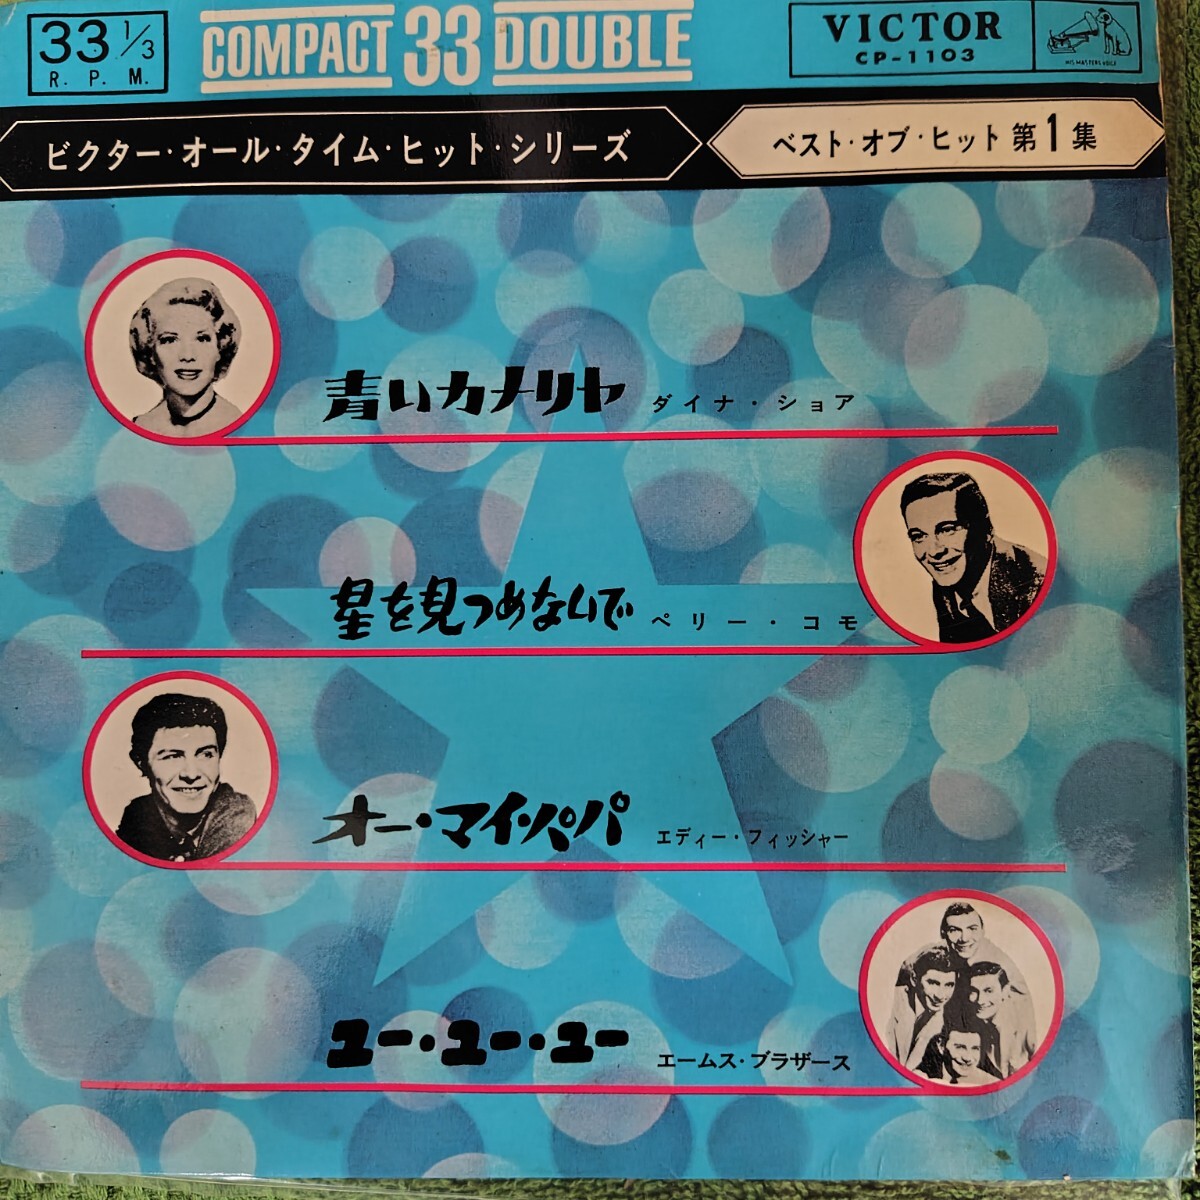 33 1/3
R. P. M.
COMPACT 33 DOUBLE
VICTOR
CP-1103
HIS MASTERS VOICE
ビクター・オール・タイム・ヒット・シリーズ
ベスト・オブ・ヒット 第1集
青いカメリヤ ダイナ・ショア
星を見つめないで ペリー・コモ
オー・マイ・パパ エディー・フィッシャー
ユー・ユー・ユー エームス・ブラザース